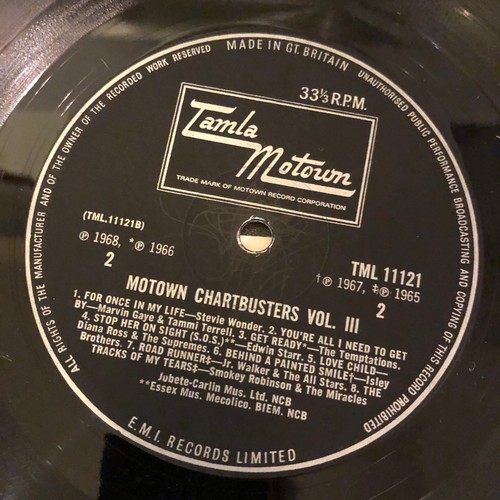 ALL RIGHTS OF THE MANUFACTURER AND OF THE OWNER OF THE RECORDED WORK RESERVED MADE IN GT. BRITAIN UNAUTHORISED PUBLIC PERFORMANCE BROADCASTING AND COPYING OF THIS RECORD PROHIBITED
33⅓ R.P.M.
Tamla
Motown
TRADE MARK OF MOTOWN RECORD CORPORATION
(TML.11121B)
℗ 1968, *℗ 1966
2
TML 11121
†℗ 1967, ‡℗ 1965
2
MOTOWN CHARTBUSTERS VOL. III
1. FOR ONCE IN MY LIFE—Stevie Wonder. 2. YOU'RE ALL I NEED TO GET
BY—Marvin Gaye & Tammi Terrell. 3. GET READY*—The Temptations.
4. STOP HER ON SIGHT (S.O.S.)**—Edwin Starr. 5. LOVE CHILD—
Diana Ross & The Supremes. 6. BEHIND A PAINTED SMILE†—Isley
Brothers. 7. ROAD RUNNER‡—Jr. Walker & The All Stars. 8. THE
TRACKS OF MY TEARS‡—Smokey Robinson & The Miracles
Jobete-Carlin Mus. Ltd. NCB
**Essex Mus. Mecolico. BIEM. NCB
E.M.I. RECORDS LIMITED